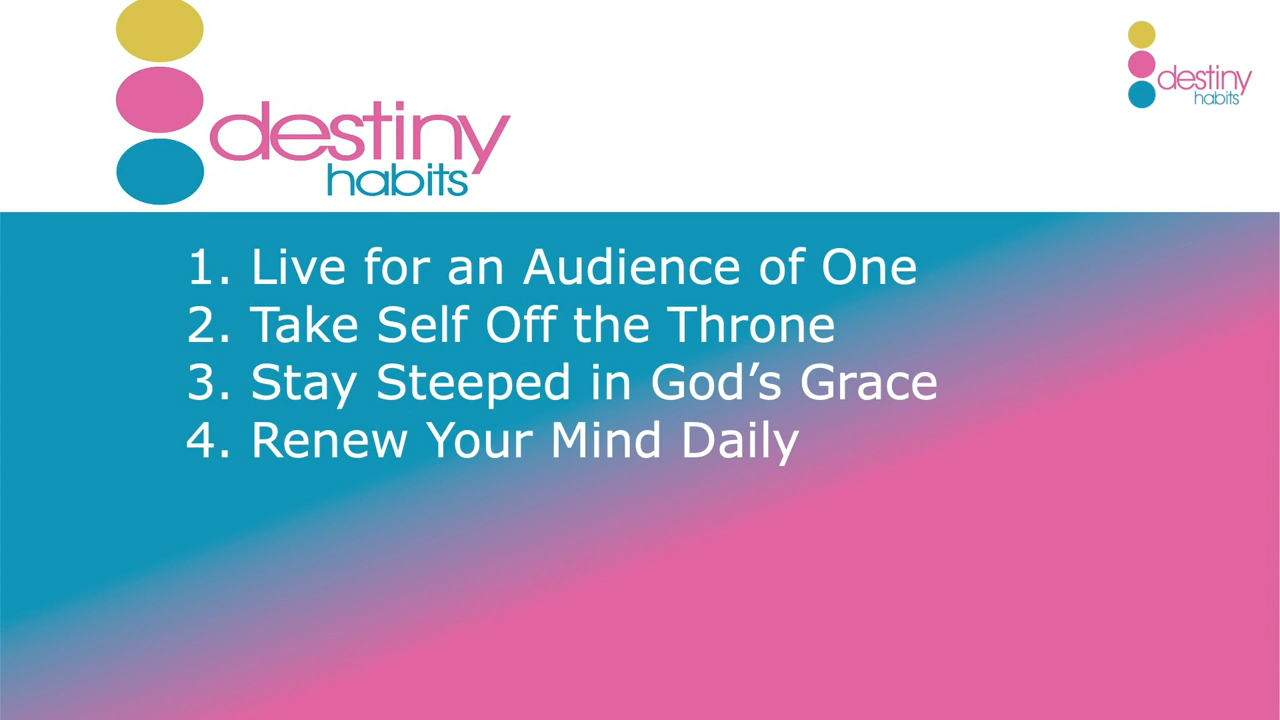 destiny
habits
destiny
habits
1. Live for an Audience of One
2. Take Self Off the Throne
3. Stay Steeped in God’s Grace
4. Renew Your Mind Daily